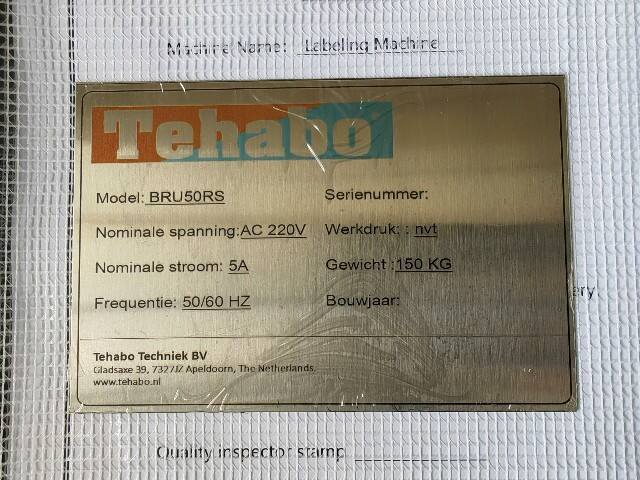 Machine Name: Labeling Machine
Tehabo
Model: BRU50RS Serienummer:
Nominale spanning:AC 220V Werkdruk: : nvt
Nominale stroom: 5A Gewicht :150 KG
Frequentie: 50/60 HZ Bouwjaar:
Tehabo Techniek BV
Gladsaxe 39, 7327JZ Apeldoorn, The Netherlands.
www.tehabo.nl
Quality inspector stamp